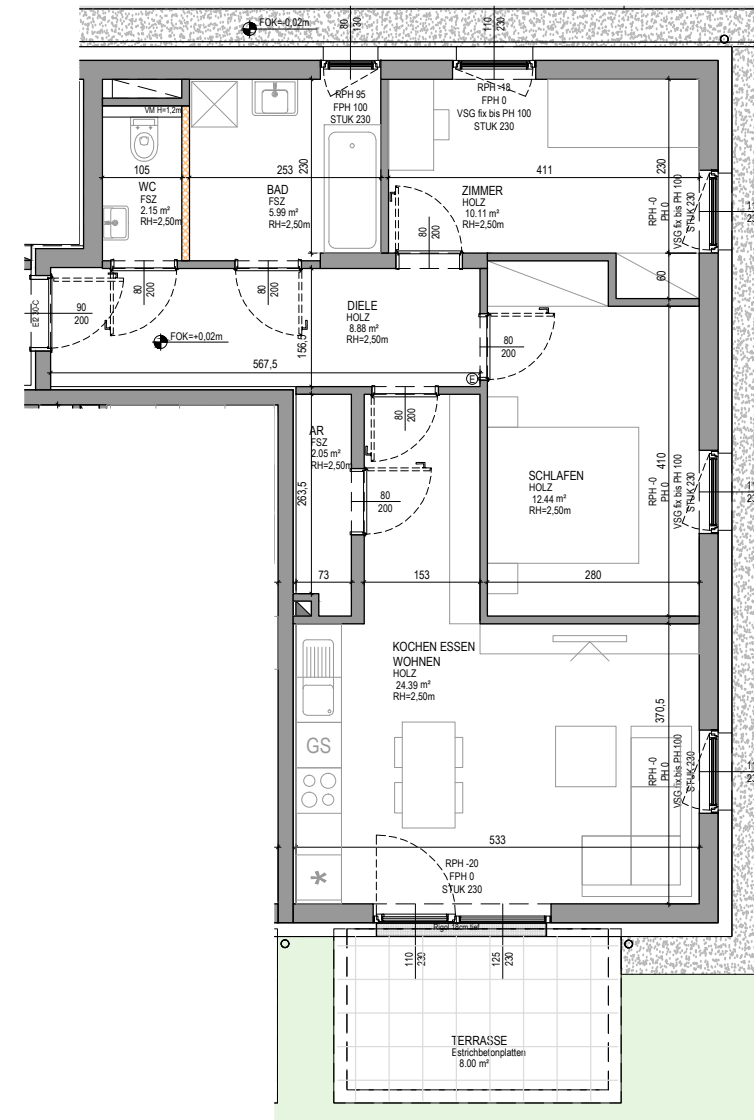 FOK=-0,02m
80
130
110
230
RPH 95
FPH 100
STUK 230
RPH -18
FPH 0
VSG fix bis PH 100
STUK 230
VM H=1,2m
105
253
230
411
230
WC
FSZ
2.15 m²
RH=2,50m
BAD
FSZ
5.99 m²
RH=2,50m
ZIMMER
HOLZ
10.11 m²
RH=2,50m
RPH -0
PH 0
VSG fix bis PH 100
STUK 230
80
200
60
80
200
80
200
EI2 30-C
90
200
FOK=+0,02m
DIELE
HOLZ
8.88 m²
RH=2,50m
156,5
567,5
E
80
200
80
200
AR
FSZ
2.05 m²
RH=2,50m
263,5
80
200
SCHLAFEN
HOLZ
12.44 m²
RH=2,50m
410
RPH -0
PH 0
VSG fix bis PH 100
STUK 230
73
153
280
KOCHEN ESSEN
WOHNEN
HOLZ
24.39 m²
RH=2,50m
370,5
GS
RPH -0
PH 0
VSG fix bis PH 100
STUK 230
533
RPH -20
FPH 0
STUK 230
Rigol 18cm tief
110
230
125
230
TERRASSE
Estrichbetonplatten
8.00 m²